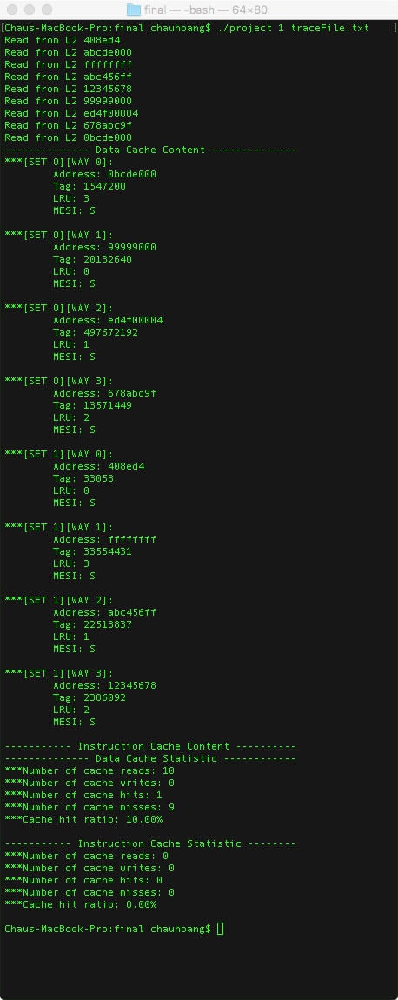 final — -bash — 64×80
[Chaus-MacBook-Pro:final chauhoang$ ./project 1 traceFile.txt ]
Read from L2 408ed4
Read from L2 abcde000
Read from L2 ffffffff
Read from L2 abc456ff
Read from L2 12345678
Read from L2 99999000
Read from L2 ed4f00004
Read from L2 678abc9f
Read from L2 0bcde000
-------------- Data Cache Content --------------
***[SET 0][WAY 0]:
Address: 0bcde000
Tag: 1547200
LRU: 3
MESI: S
***[SET 0][WAY 1]:
Address: 99999000
Tag: 20132640
LRU: 0
MESI: S
***[SET 0][WAY 2]:
Address: ed4f00004
Tag: 497672192
LRU: 1
MESI: S
***[SET 0][WAY 3]:
Address: 678abc9f
Tag: 13571449
LRU: 2
MESI: S
***[SET 1][WAY 0]:
Address: 408ed4
Tag: 33053
LRU: 0
MESI: S
***[SET 1][WAY 1]:
Address: ffffffff
Tag: 33554431
LRU: 3
MESI: S
***[SET 1][WAY 2]:
Address: abc456ff
Tag: 22513837
LRU: 1
MESI: S
***[SET 1][WAY 3]:
Address: 12345678
Tag: 2386092
LRU: 2
MESI: S
----------- Instruction Cache Content ----------
-------------- Data Cache Statistic ------------
***Number of cache reads: 10
***Number of cache writes: 0
***Number of cache hits: 1
***Number of cache misses: 9
***Cache hit ratio: 10.00%
----------- Instruction Cache Statistic --------
***Number of cache reads: 0
***Number of cache writes: 0
***Number of cache hits: 0
***Number of cache misses: 0
***Cache hit ratio: 0.00%
Chaus-MacBook-Pro:final chauhoang$